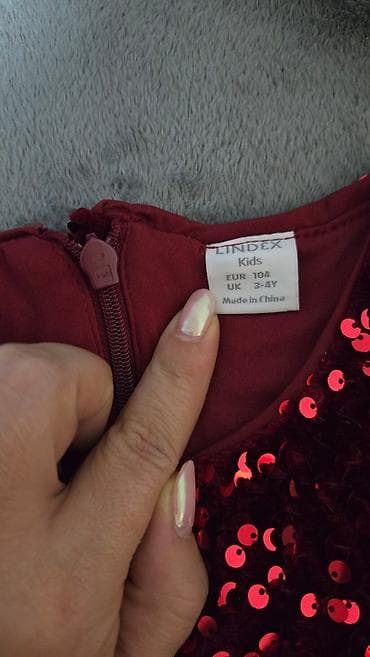 LINDEX
Kids
EUR 104
UK 3-4Y
Made in China